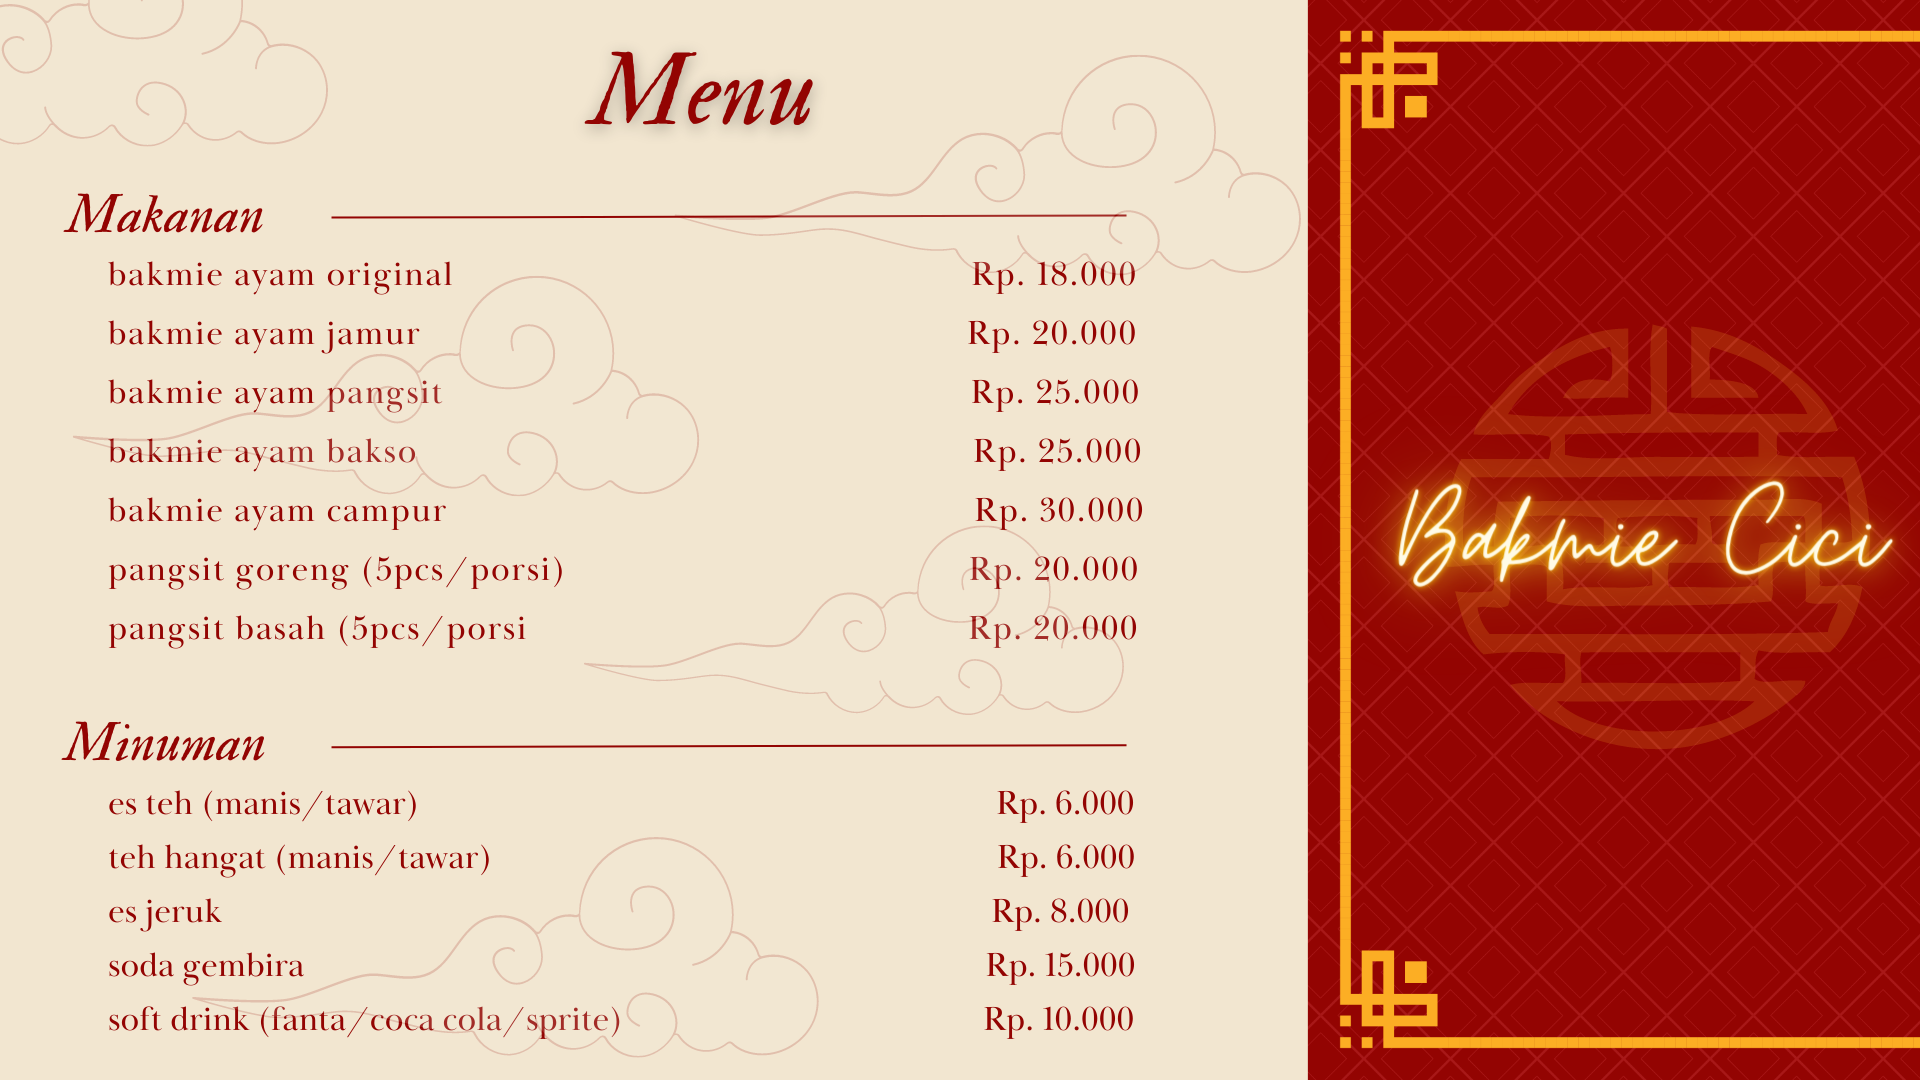 Menu
Makanan
bakmie ayam original Rp. 18.000
bakmie ayam jamur Rp. 20.000
bakmie ayam pangsit Rp. 25.000
bakmie ayam bakso Rp. 25.000
bakmie ayam campur Rp. 30.000
pangsit goreng (5pcs/porsi) Rp. 20.000
pangsit basah (5pcs/porsi Rp. 20.000
Minuman
es teh (manis/tawar) Rp. 6.000
teh hangat (manis/tawar) Rp. 6.000
es jeruk Rp. 8.000
soda gembira Rp. 15.000
soft drink (fanta/coca cola/sprite) Rp. 10.000
Bakmie Cici